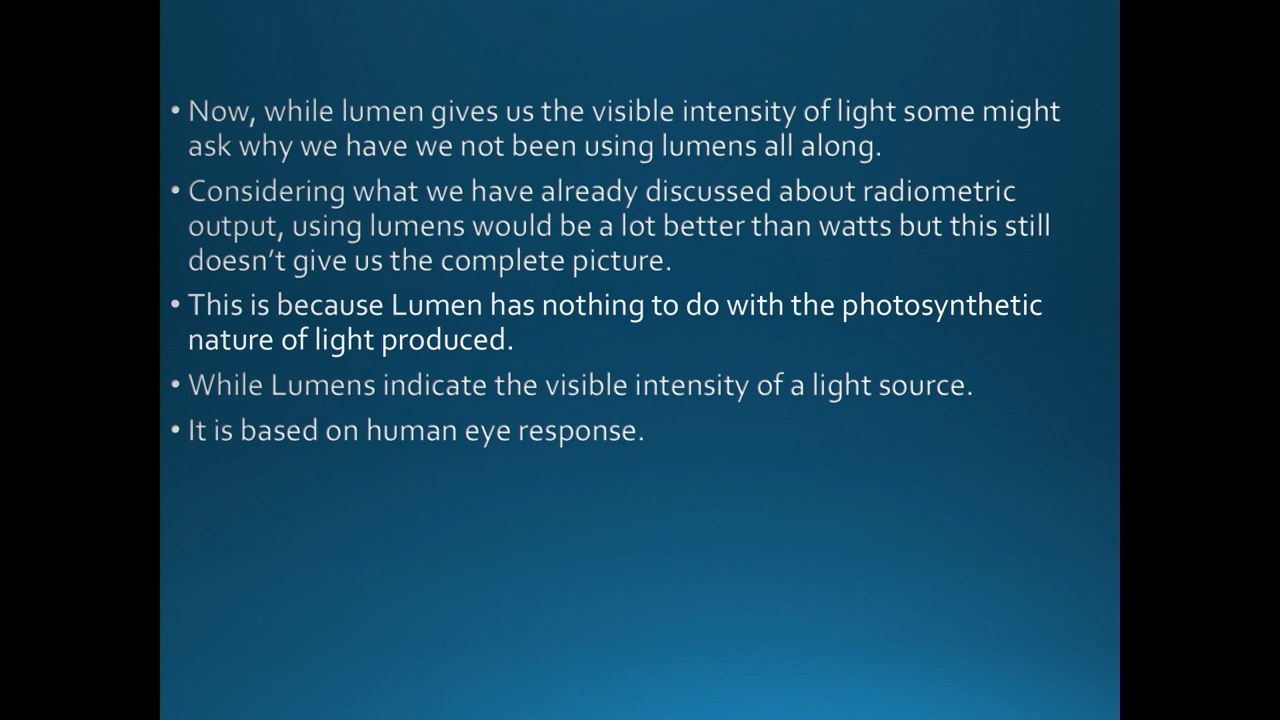 • Now, while lumen gives us the visible intensity of light some might
ask why we have we not been using lumens all along.
• Considering what we have already discussed about radiometric
output, using lumens would be a lot better than watts but this still
doesn’t give us the complete picture.
• This is because Lumen has nothing to do with the photosynthetic
nature of light produced.
• While Lumens indicate the visible intensity of a light source.
• It is based on human eye response.